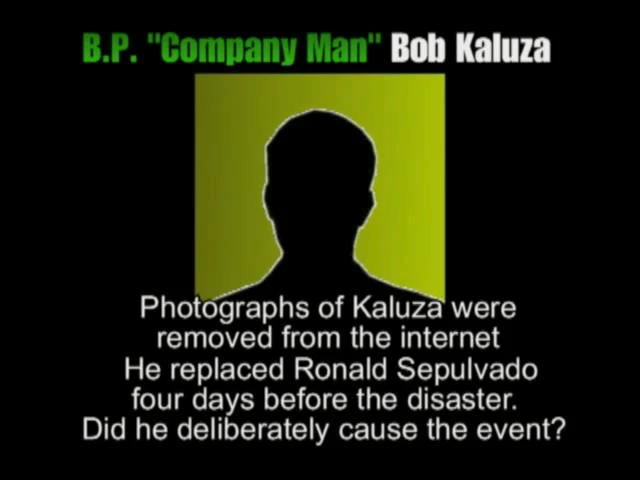 B.P. "Company Man" Bob Kaluza
Photographs of Kaluza were
removed from the internet
He replaced Ronald Sepulvado
four days before the disaster.
Did he deliberately cause the event?